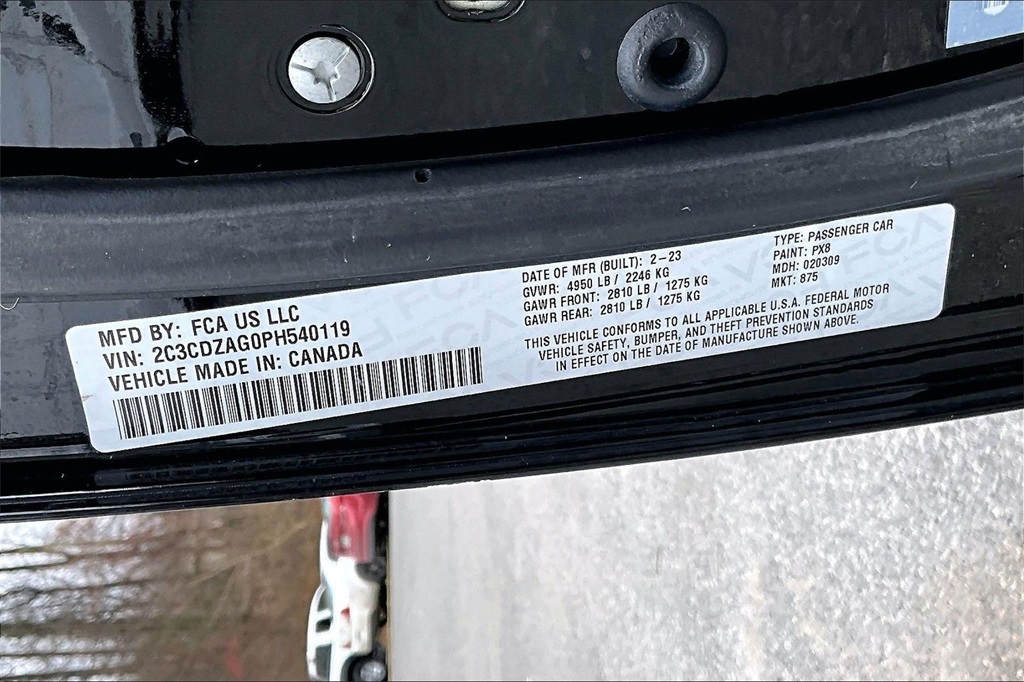 MFD BY: FCA US LLC
VIN: 2C3CDZAG0PH540119
VEHICLE MADE IN: CANADA
DATE OF MFR (BUILT): 2-23
GVWR: 4950 LB / 2246 KG
GAWR FRONT: 2810 LB / 1275 KG
GAWR REAR: 2810 LB / 1275 KG
TYPE: PASSENGER CAR
PAINT: PX8
MDH: 020309
MKT: 875
THIS VEHICLE CONFORMS TO ALL APPLICABLE U.S.A. FEDERAL MOTOR
VEHICLE SAFETY, BUMPER, AND THEFT PREVENTION STANDARDS
IN EFFECT ON THE DATE OF MANUFACTURE SHOWN ABOVE.